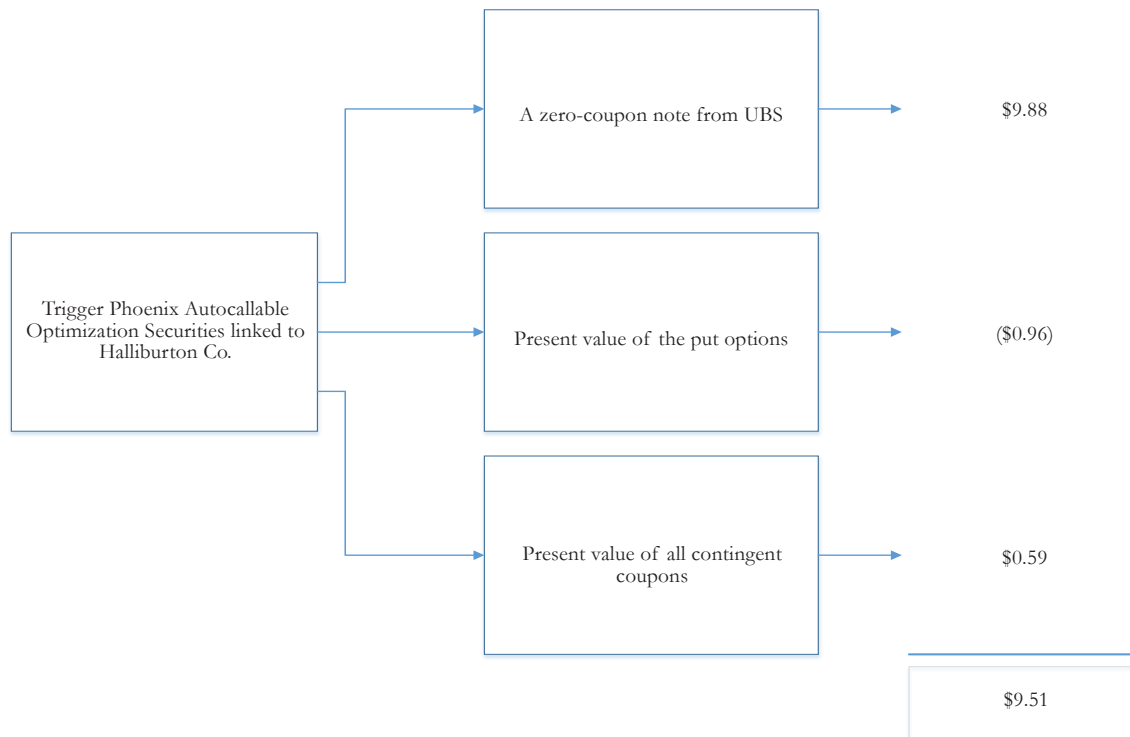 A zero-coupon note from UBS
$9.88
Trigger Phoenix Autocallable
Optimization Securities linked to
Halliburton Co.
Present value of the put options
($0.96)
Present value of all contingent
coupons
$0.59
$9.51